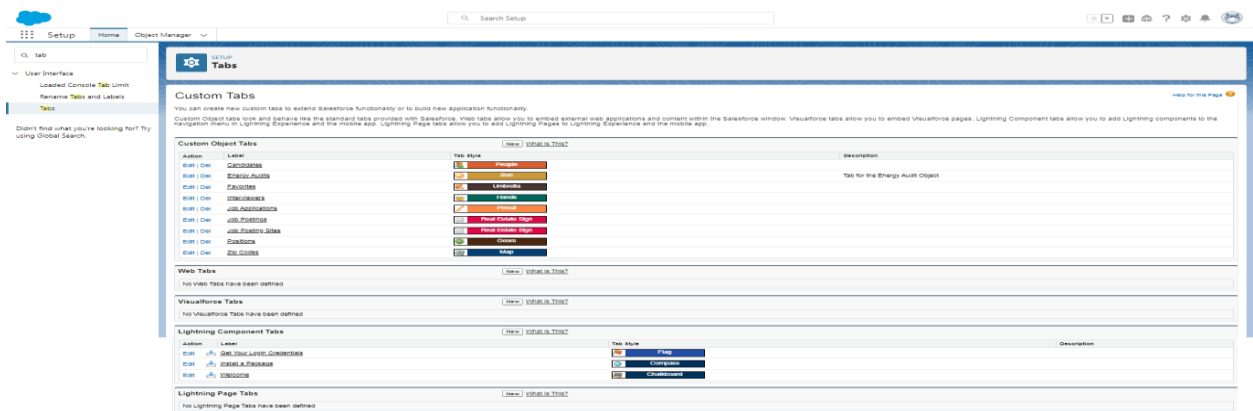 Search Setup
Setup Home Object Manager
tab
User Interface
Loaded Console Tab Limit
Rename Tabs and Labels
Tabs
Didn't find what you're looking for? Try
using Global Search.
SETUP
Tabs
Custom Tabs
Help for this Page
You can create new custom tabs to extend Salesforce functionality or to build new application functionality.
Custom Object tabs look and behave like the standard tabs provided with Salesforce. Web tabs allow you to embed external web applications and content within the Salesforce window. Visualforce tabs allow you to embed Visualforce pages. Lightning Component tabs allow you to add Lightning components to the
navigation menu in Lightning Experience and the mobile app. Lightning Page tabs allow you to add Lightning Pages to Lightning Experience and the mobile app.
Custom Object Tabs New What Is This?
Action Label Tab Style Description
Edit | Del Candidates People
Edit | Del Energy Audits Sun Tab for the Energy Audit Object
Edit | Del Favorites Umbrella
Edit | Del Interviewers Hands
Edit | Del Job Applications Pencil
Edit | Del Job Postings Real Estate Sign
Edit | Del Job Posting Sites Real Estate Sign
Edit | Del Positions Gears
Edit | Del Zip Codes Map
Web Tabs New What Is This?
No Web Tabs have been defined
Visualforce Tabs New What Is This?
No Visualforce Tabs have been defined
Lightning Component Tabs New What Is This?
Action Label Tab Style Description
Edit Get Your Login Credentials Flag
Edit Install a Package Compass
Edit Welcome Chalkboard
Lightning Page Tabs New What Is This?
No Lightning Page Tabs have been defined